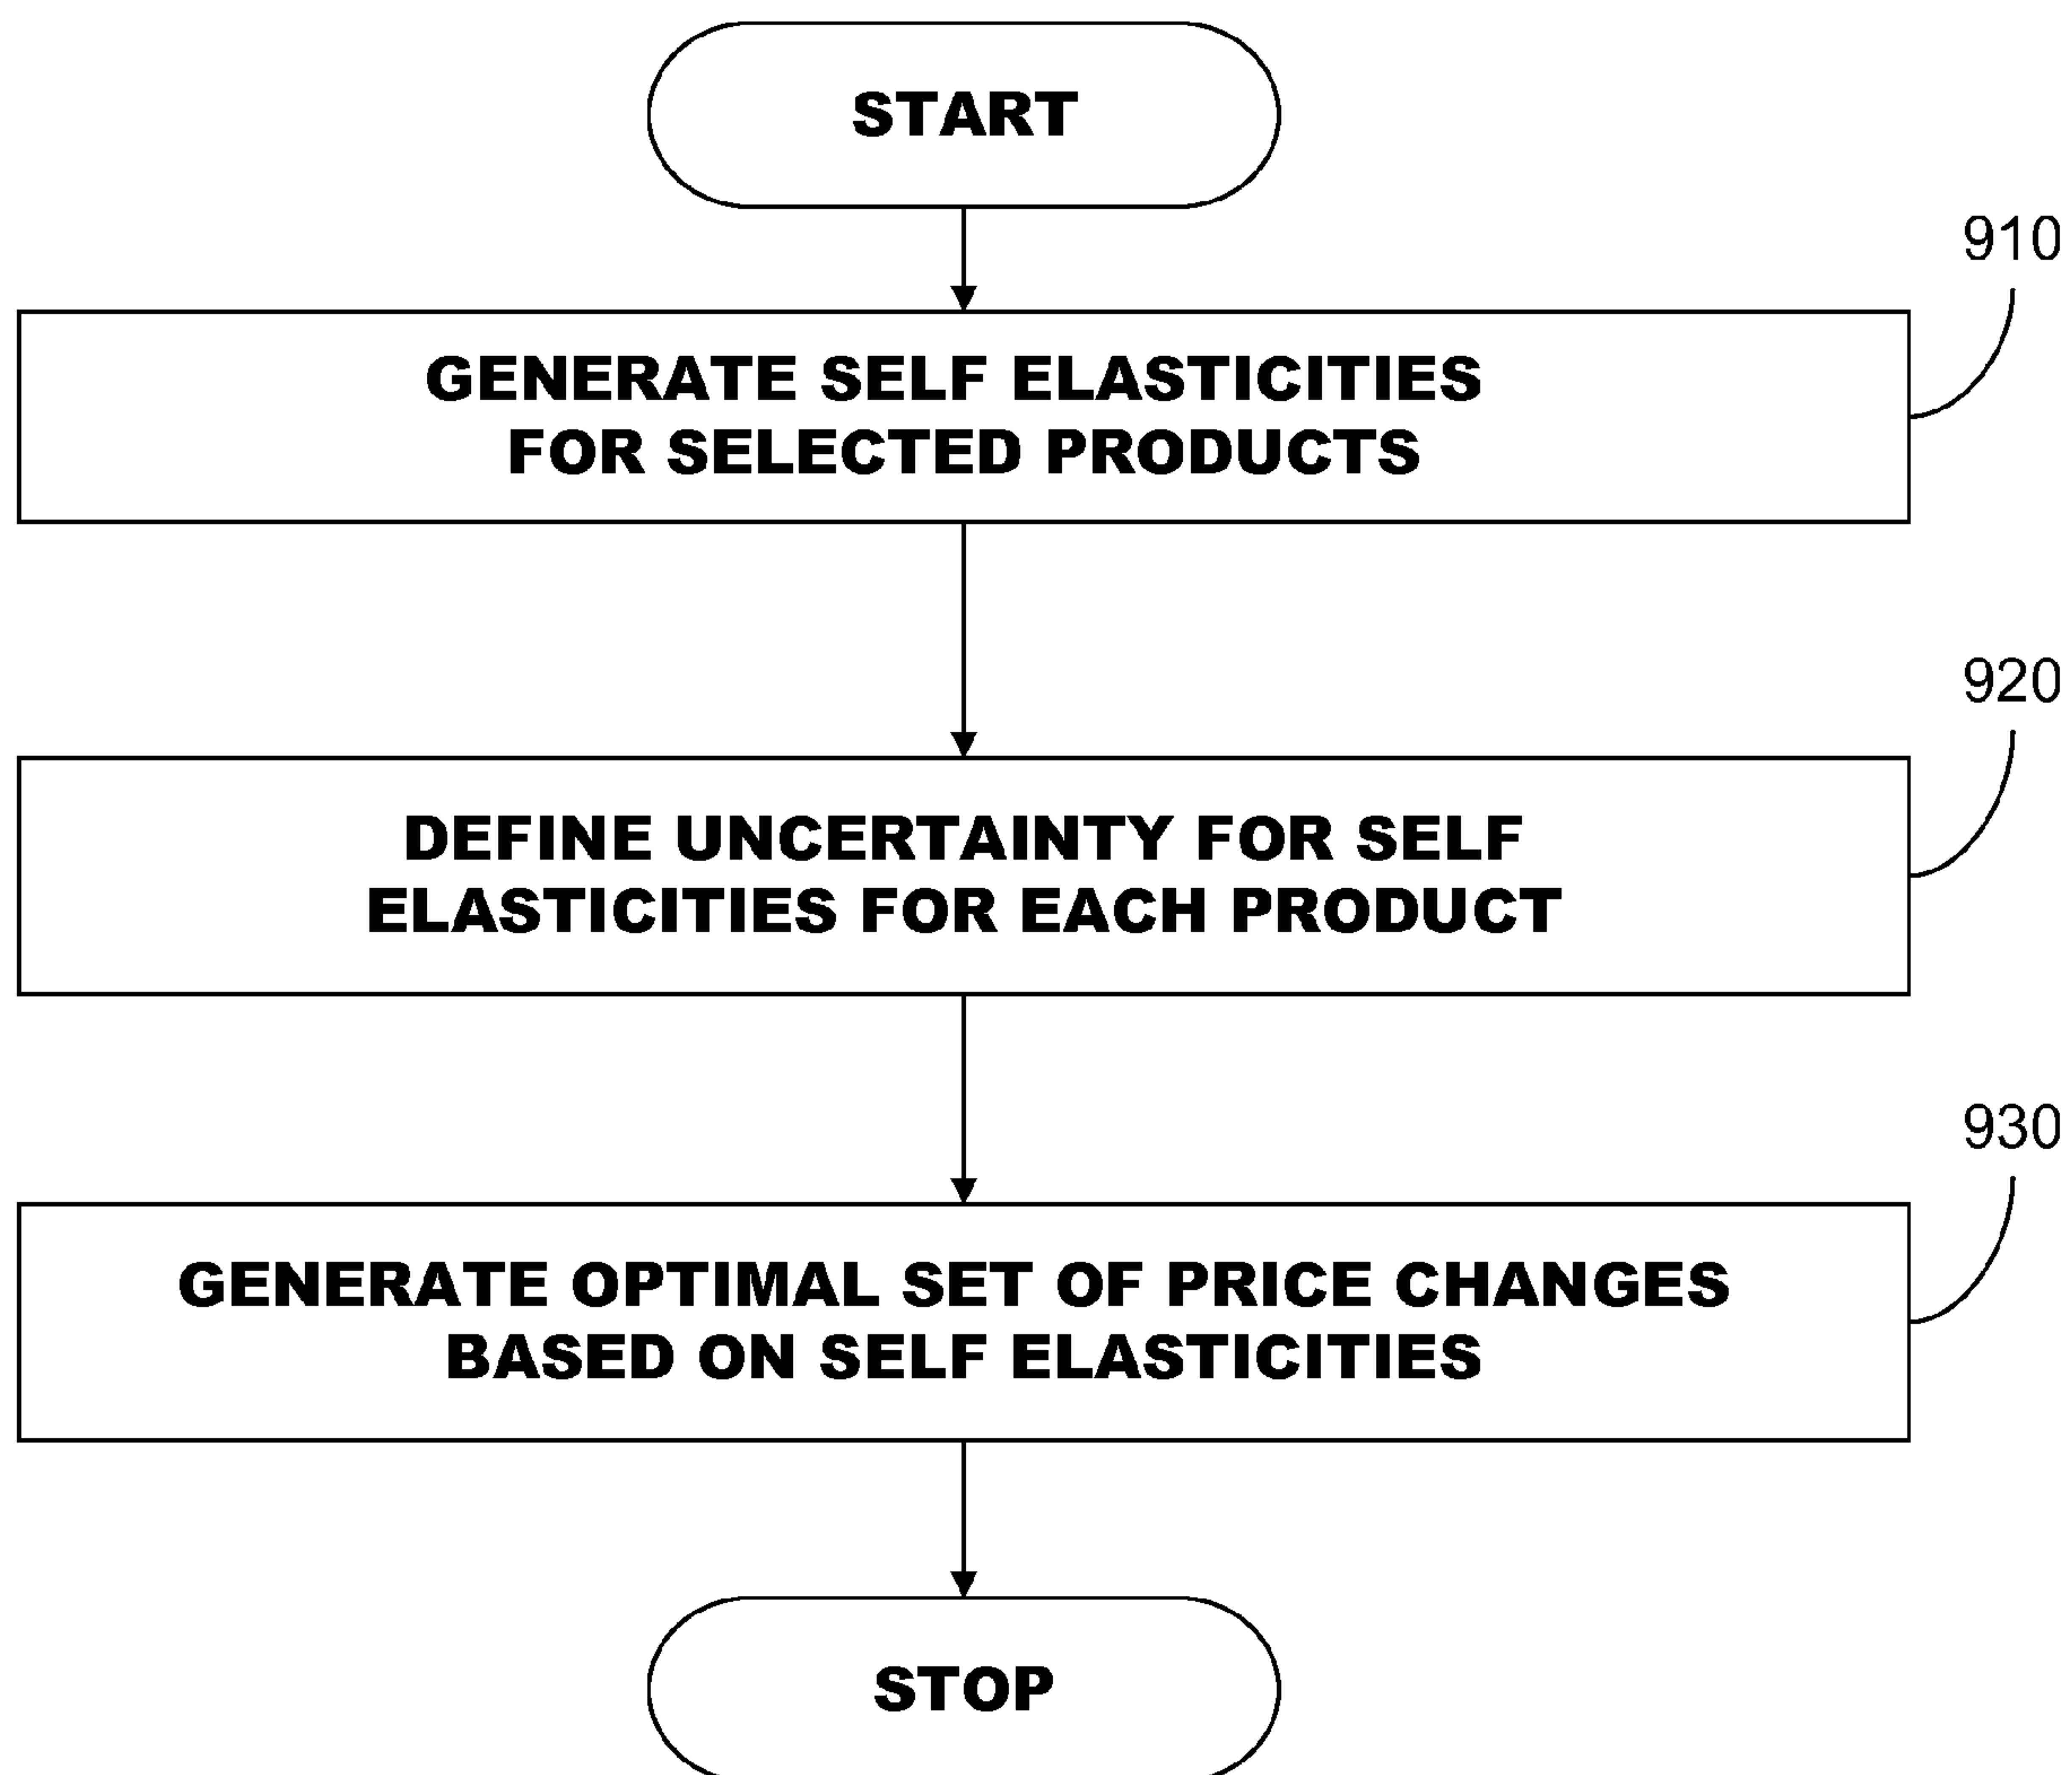 START
910
GENERATE SELF ELASTICITIES
FOR SELECTED PRODUCTS
920
DEFINE UNCERTAINTY FOR SELF
ELASTICITIES FOR EACH PRODUCT
930
GENERATE OPTIMAL SET OF PRICE CHANGES
BASED ON SELF ELASTICITIES
STOP